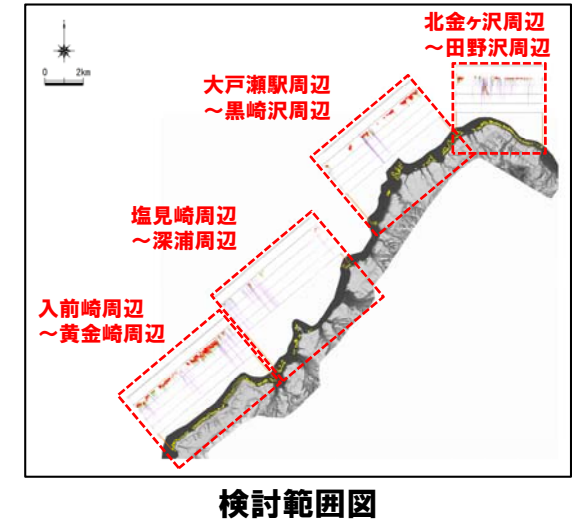 北金ヶ沢周辺
～田野沢周辺
大戸瀬駅周辺
～黒崎沢周辺
0 2km
塩見崎周辺
～深浦周辺
入前崎周辺
～黄金崎周辺
検討範囲図